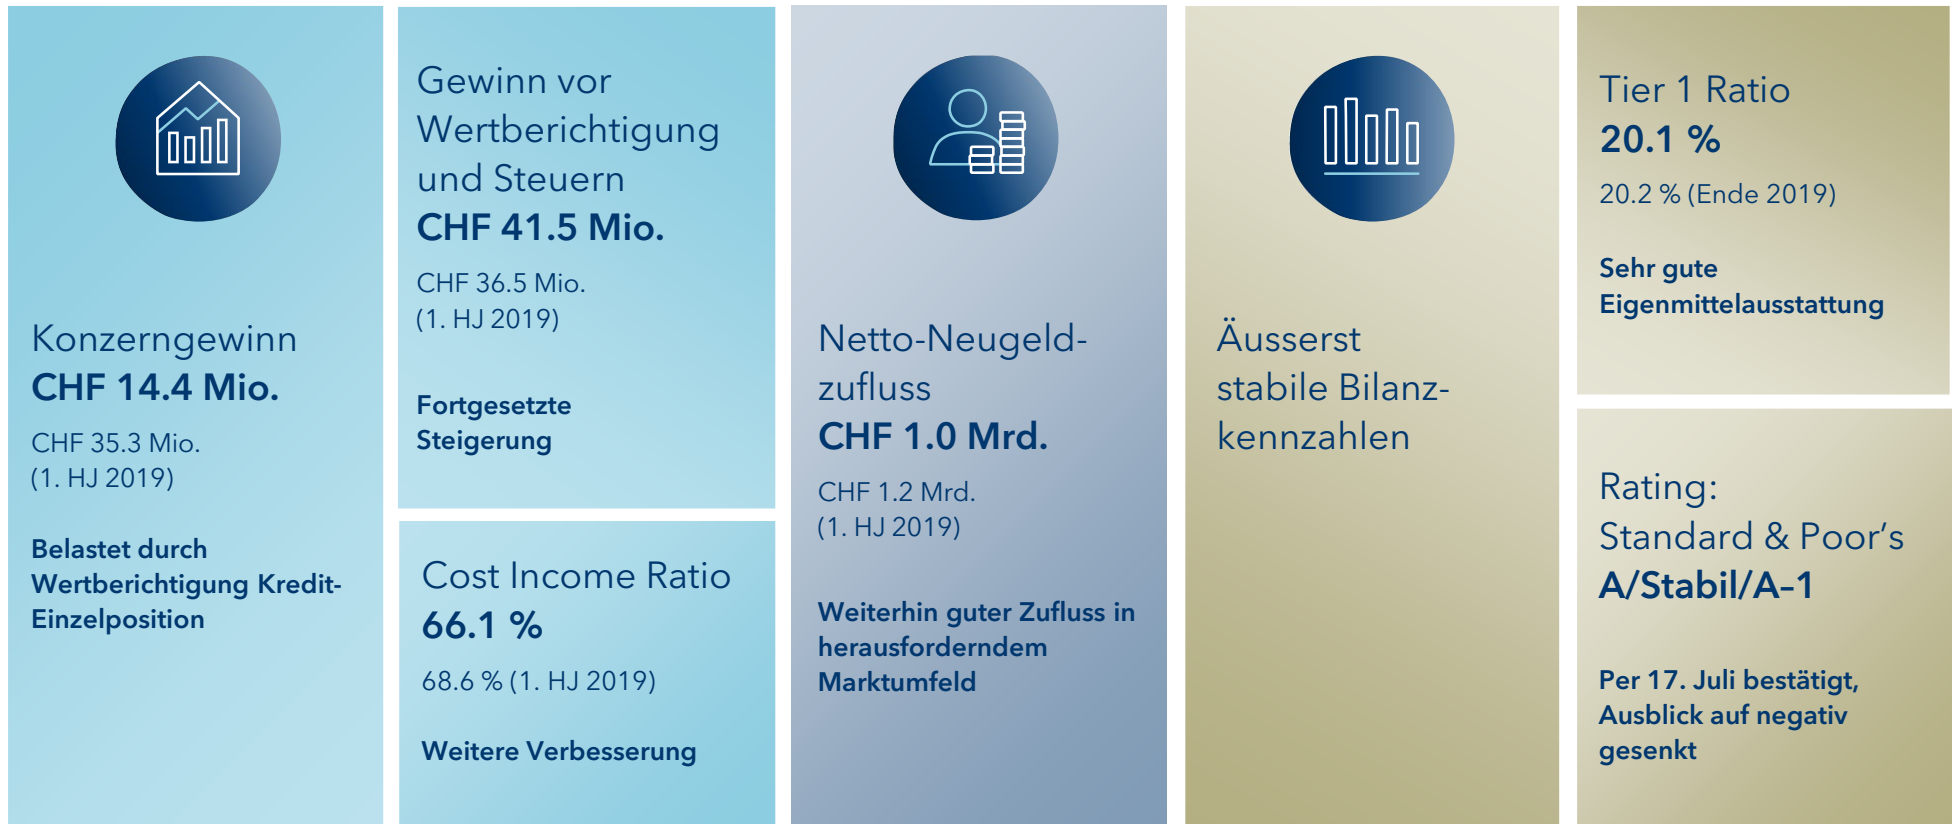 Konzerngewinn
CHF 14.4 Mio.
CHF 35.3 Mio.
(1. HJ 2019)
Belastet durch
Wertberichtigung Kredit-
Einzelposition
Gewinn vor
Wertberichtigung
und Steuern
CHF 41.5 Mio.
CHF 36.5 Mio.
(1. HJ 2019)
Fortgesetzte
Steigerung
Cost Income Ratio
66.1 %
68.6 % (1. HJ 2019)
Weitere Verbesserung
Netto-Neugeld-
zufluss
CHF 1.0 Mrd.
CHF 1.2 Mrd.
(1. HJ 2019)
Weiterhin guter Zufluss in
herausforderndem
Marktumfeld
Äusserst
stabile Bilanz-
kennzahlen
Tier 1 Ratio
20.1 %
20.2 % (Ende 2019)
Sehr gute
Eigenmittelausstattung
Rating:
Standard & Poor’s
A/Stabil/A–1
Per 17. Juli bestätigt,
Ausblick auf negativ
gesenkt